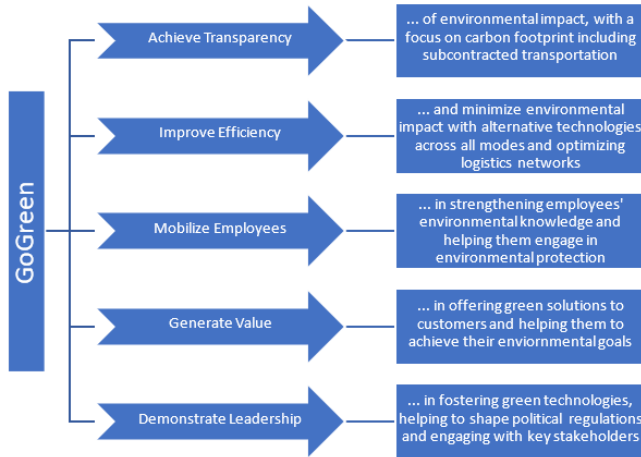 GoGreen
Achieve Transparency
... of environmental impact, with a
focus on carbon footprint including
subcontracted transportation
Improve Efficiency
... and minimize environmental
impact with alternative technologies
across all modes and optimizing
logistics networks
Mobilize Employees
... in strengthening employees'
environmental knowledge and
helping them engage in
environmental protection
Generate Value
... in offering green solutions to
customers and helping them to
achieve their enviornmental goals
Demonstrate Leadership
... in fostering green technologies,
helping to shape political regulations
and engaging with key stakeholders